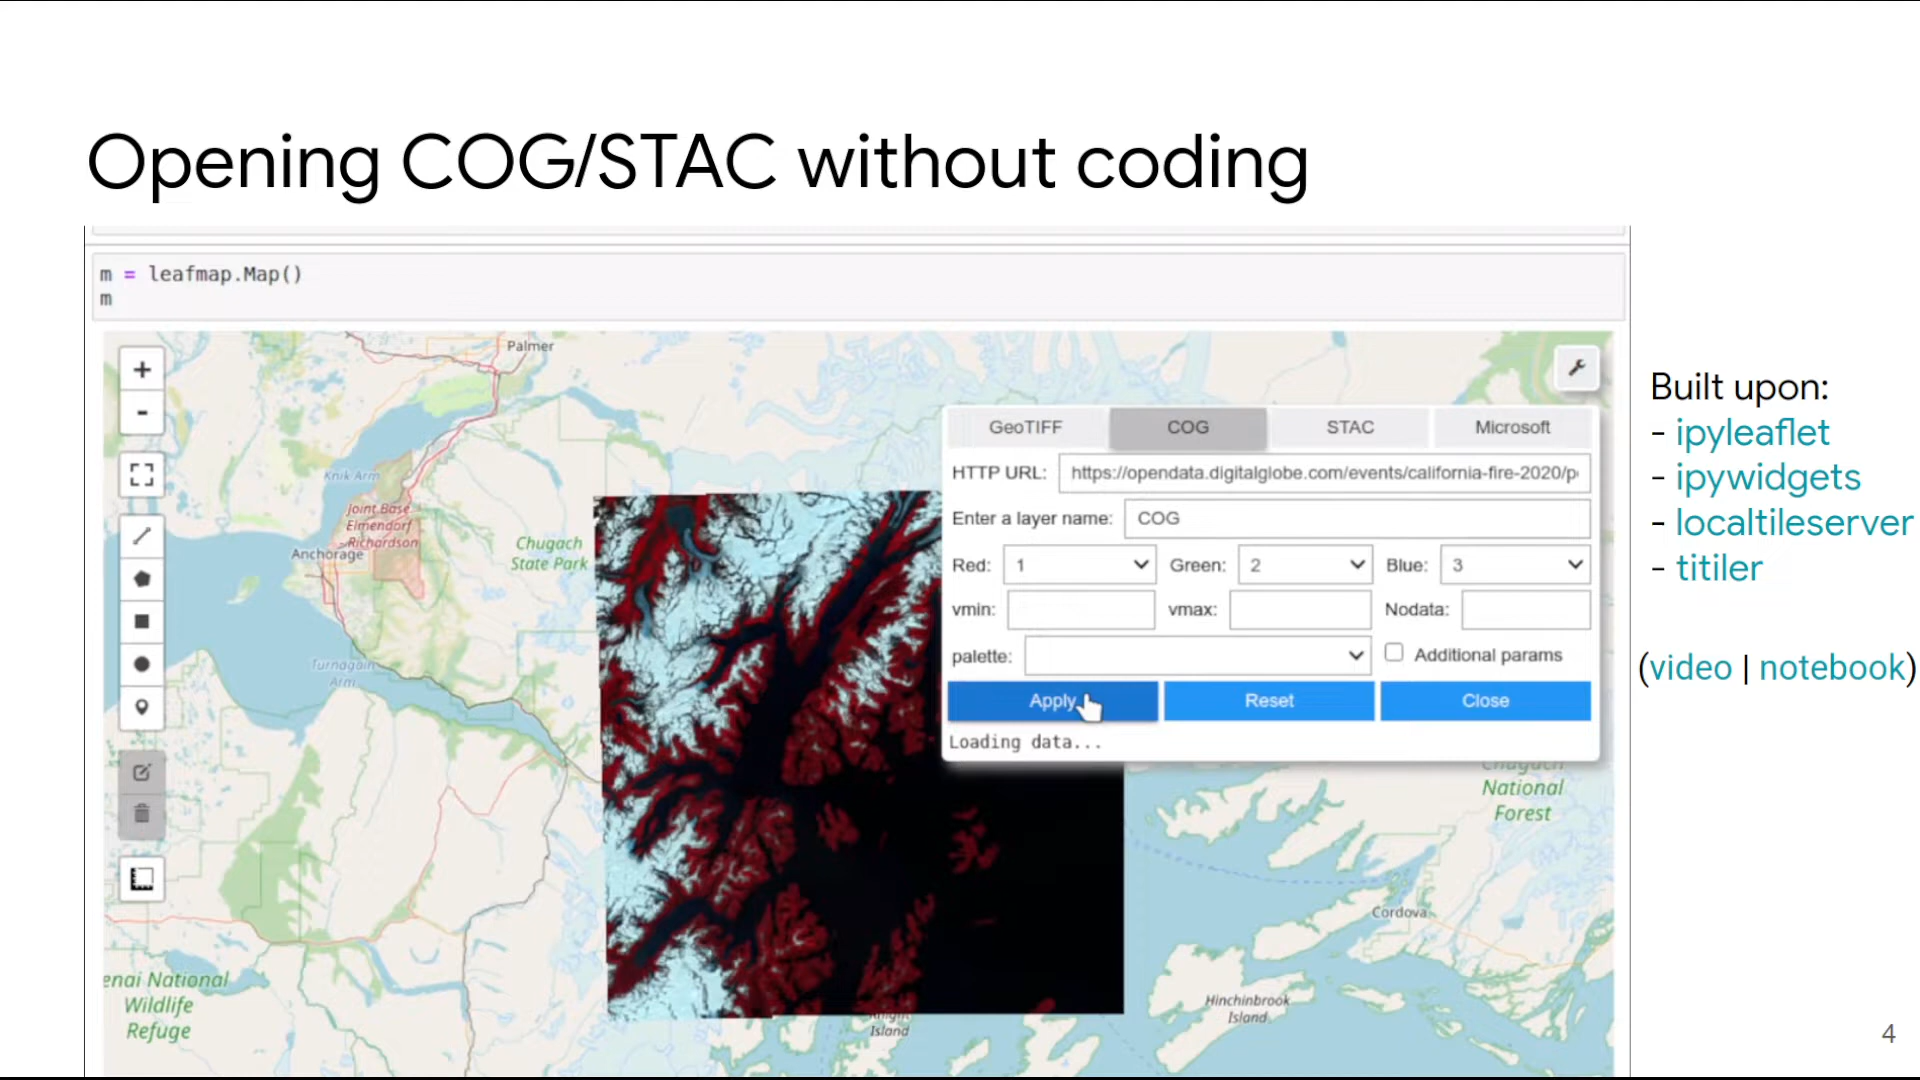 Opening COG/STAC without coding
m = leafmap.Map()
m
+
-
Palmer
Knik Arm
Joint Base
Elmendorf
Richardson
Anchorage
Chugach
State Park
Turnagain
Arm
enai National
Wildlife
Refuge
Knight
Island
Chugach
National
Forest
Cordova
Hinchinbrook
Island
GeoTIFF COG STAC Microsoft
HTTP URL: https://opendata.digitalglobe.com/events/california-fire-2020/p
Enter a layer name: COG
Red: 1 Green: 2 Blue: 3
vmin: vmax: Nodata:
palette: Additional params
Apply Reset Close
Loading data...
Built upon:
- ipyleaflet
- ipywidgets
- localtileserver
- titiler
(video | notebook)
4